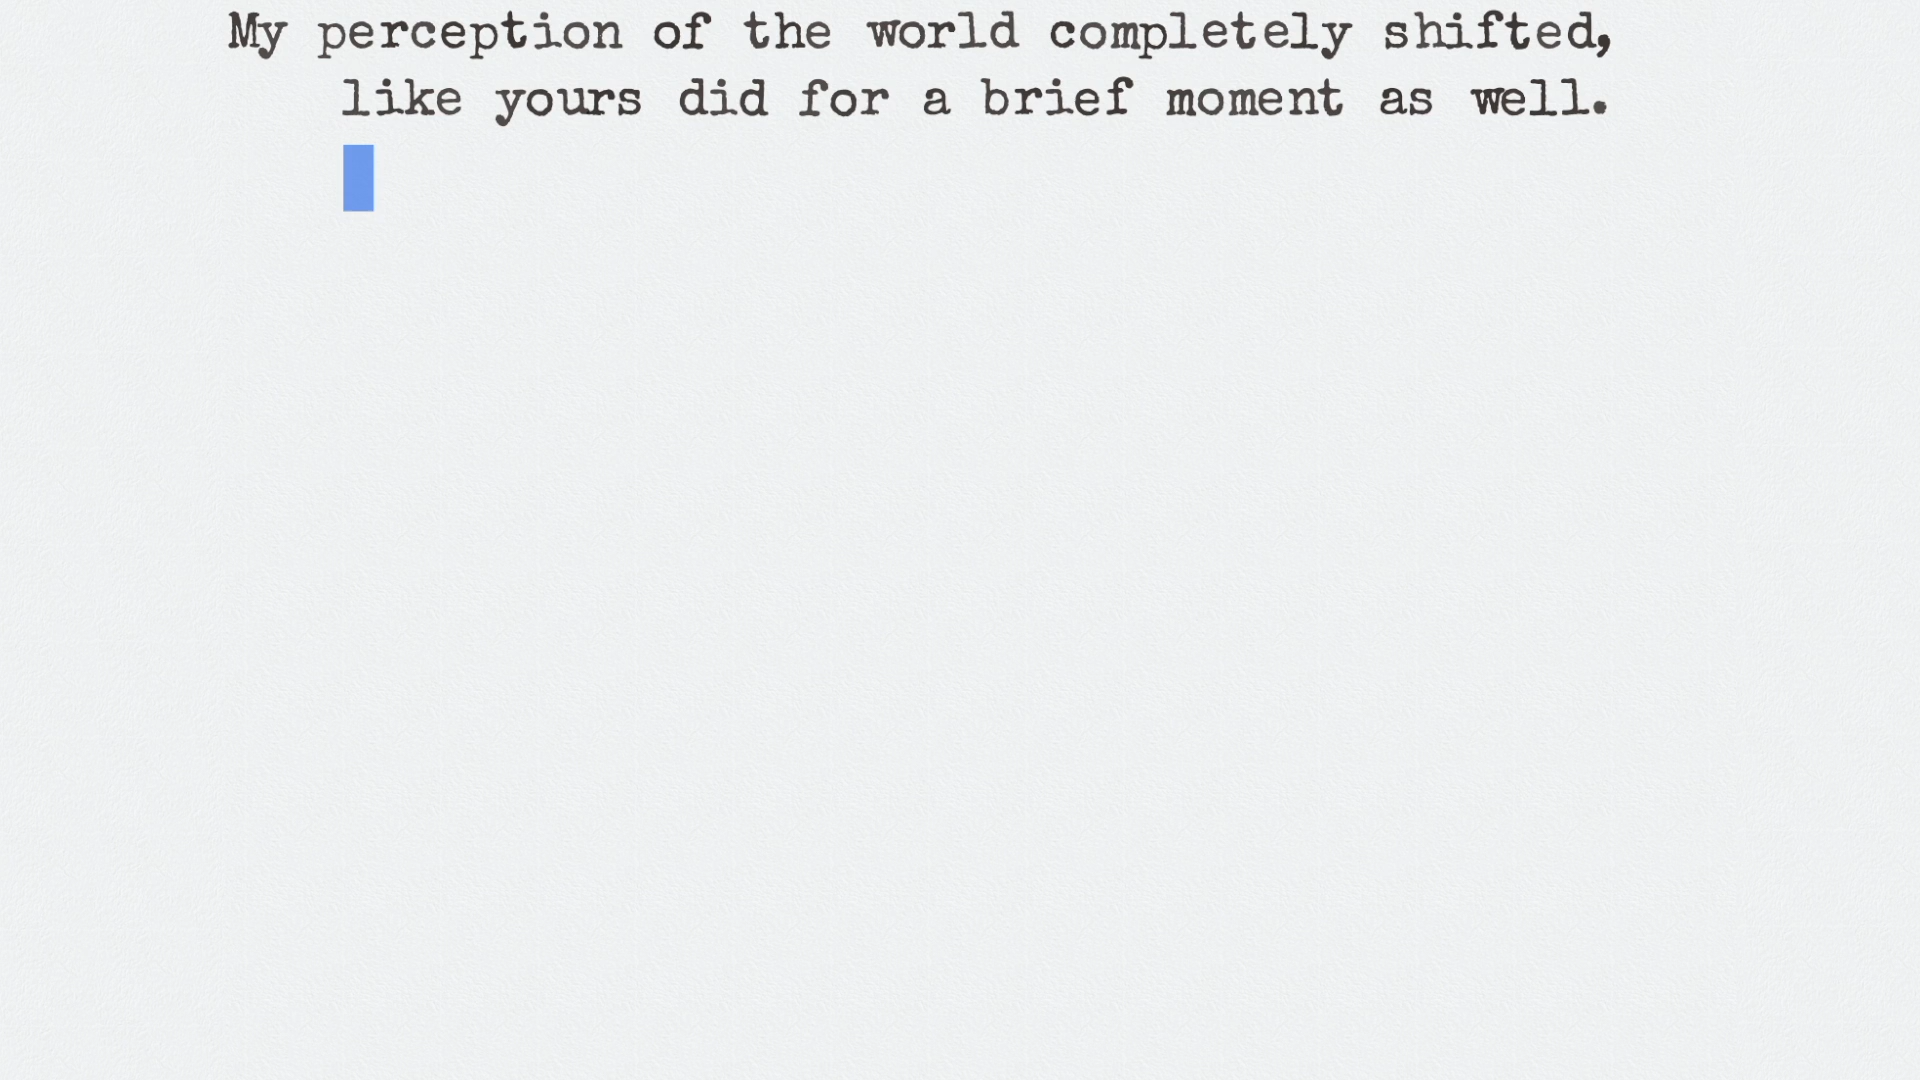 My perception of the world completely shifted,
like yours did for a brief moment as well.